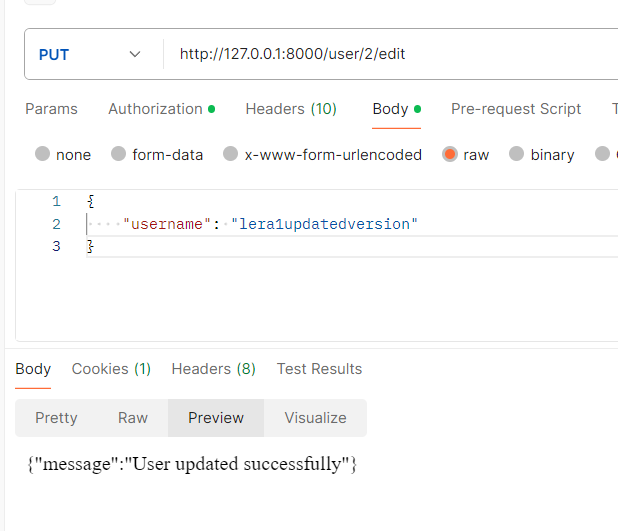 PUT http://127.0.0.1:8000/user/2/edit
Params Authorization Headers (10) Body Pre-request Script T
none form-data x-www-form-urlencoded raw binary
1 {
2 "username": "lera1updatedversion"
3 }
Body Cookies (1) Headers (8) Test Results
Pretty Raw Preview Visualize
{"message":"User updated successfully"}